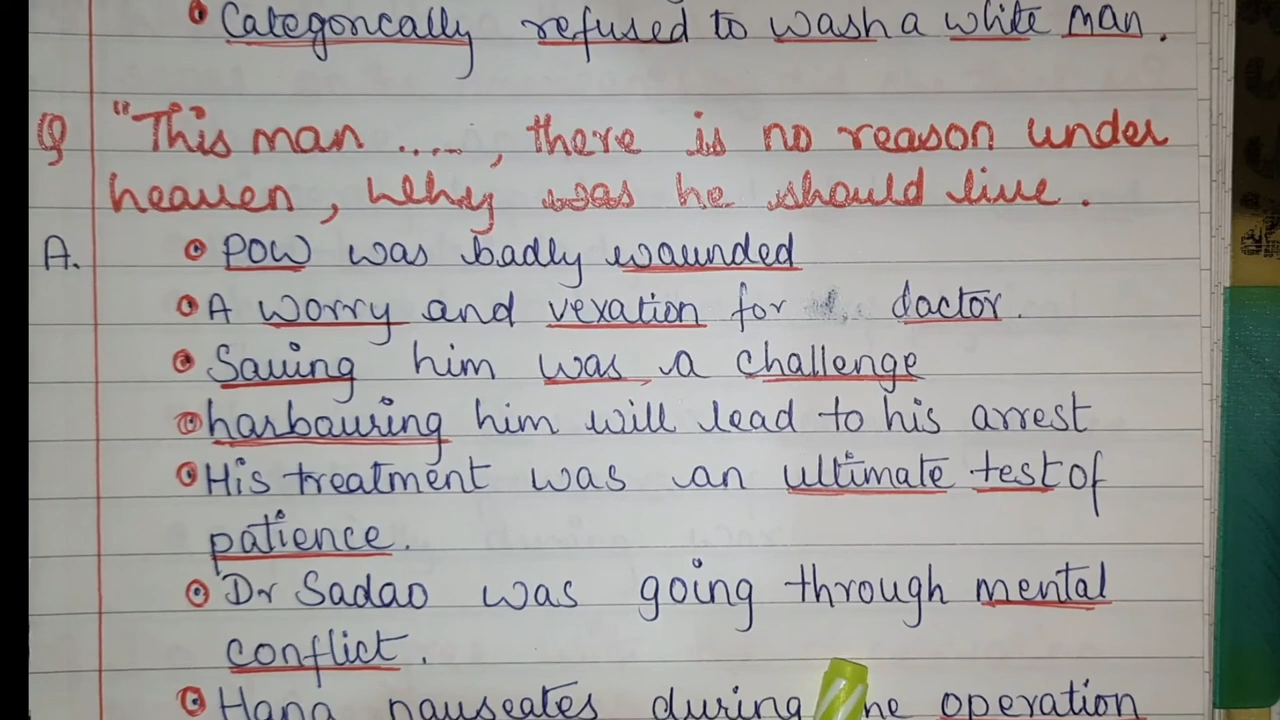 • Categorically refused to wash a white man.
Q "This man ...., there is no reason under
heaven, why was he should live.
A. • POW was badly wounded
• A worry and vexation for doctor.
• Saving him was a challenge
• harbouring him will lead to his arrest
• His treatment was an ultimate test of
patience.
• Dr Sadao was going through mental
conflict.
• Hana nauseates during he operation